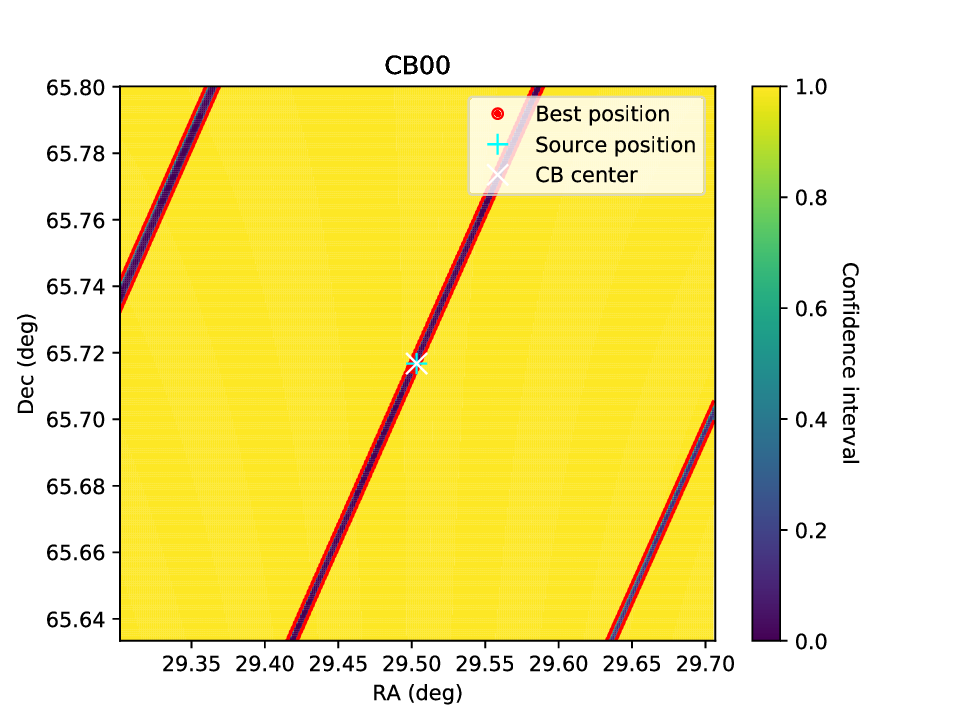 CB00
Best position
Source position
CB center
65.80
65.78
65.76
65.74
65.72
65.70
65.68
65.66
65.64
Dec (deg)
29.35 29.40 29.45 29.50 29.55 29.60 29.65 29.70
RA (deg)
1.0
0.8
0.6
0.4
0.2
0.0
Confidence interval